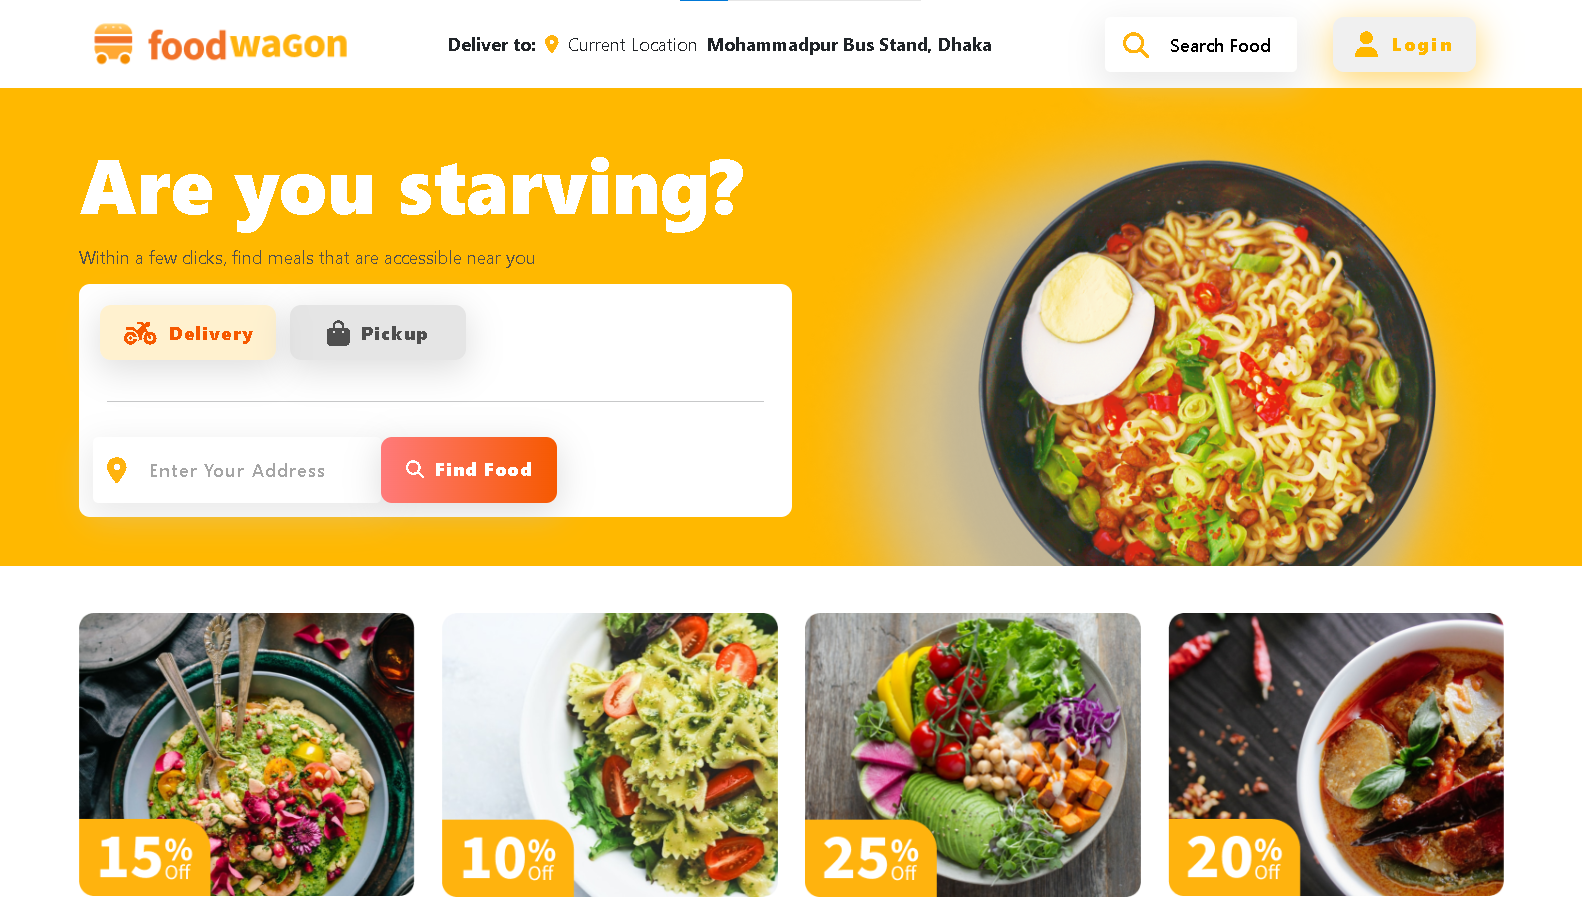 foodwagon
Deliver to: Current Location Mohammadpur Bus Stand, Dhaka
Search Food
Login
Are you starving?
Within a few clicks, find meals that are accessible near you
Delivery
Pickup
Enter Your Address
Find Food
15% Off
10% Off
25% Off
20% Off